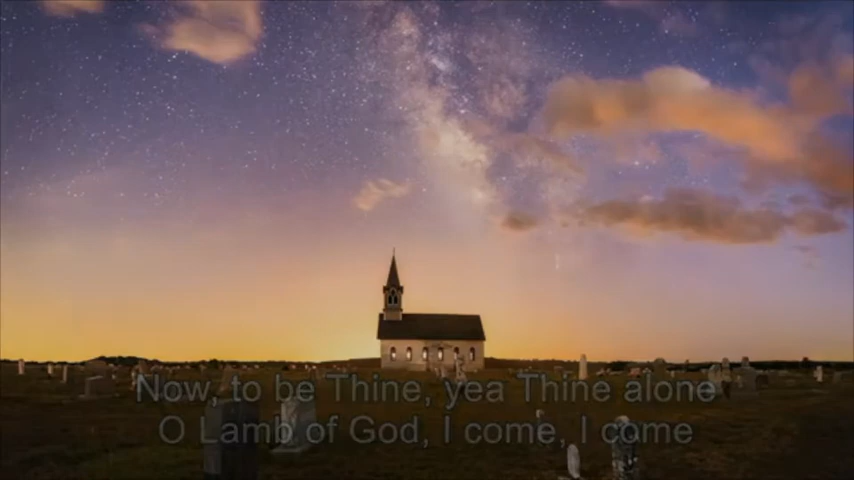 Now, to be Thine, yea Thine alone
O Lamb of God, I come, I come